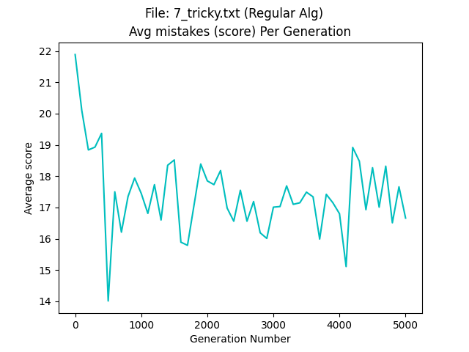 File: 7_tricky.txt (Regular Alg)
Avg mistakes (score) Per Generation
22
21
20
19
18
17
16
15
14
Average score
0 1000 2000 3000 4000 5000
Generation Number